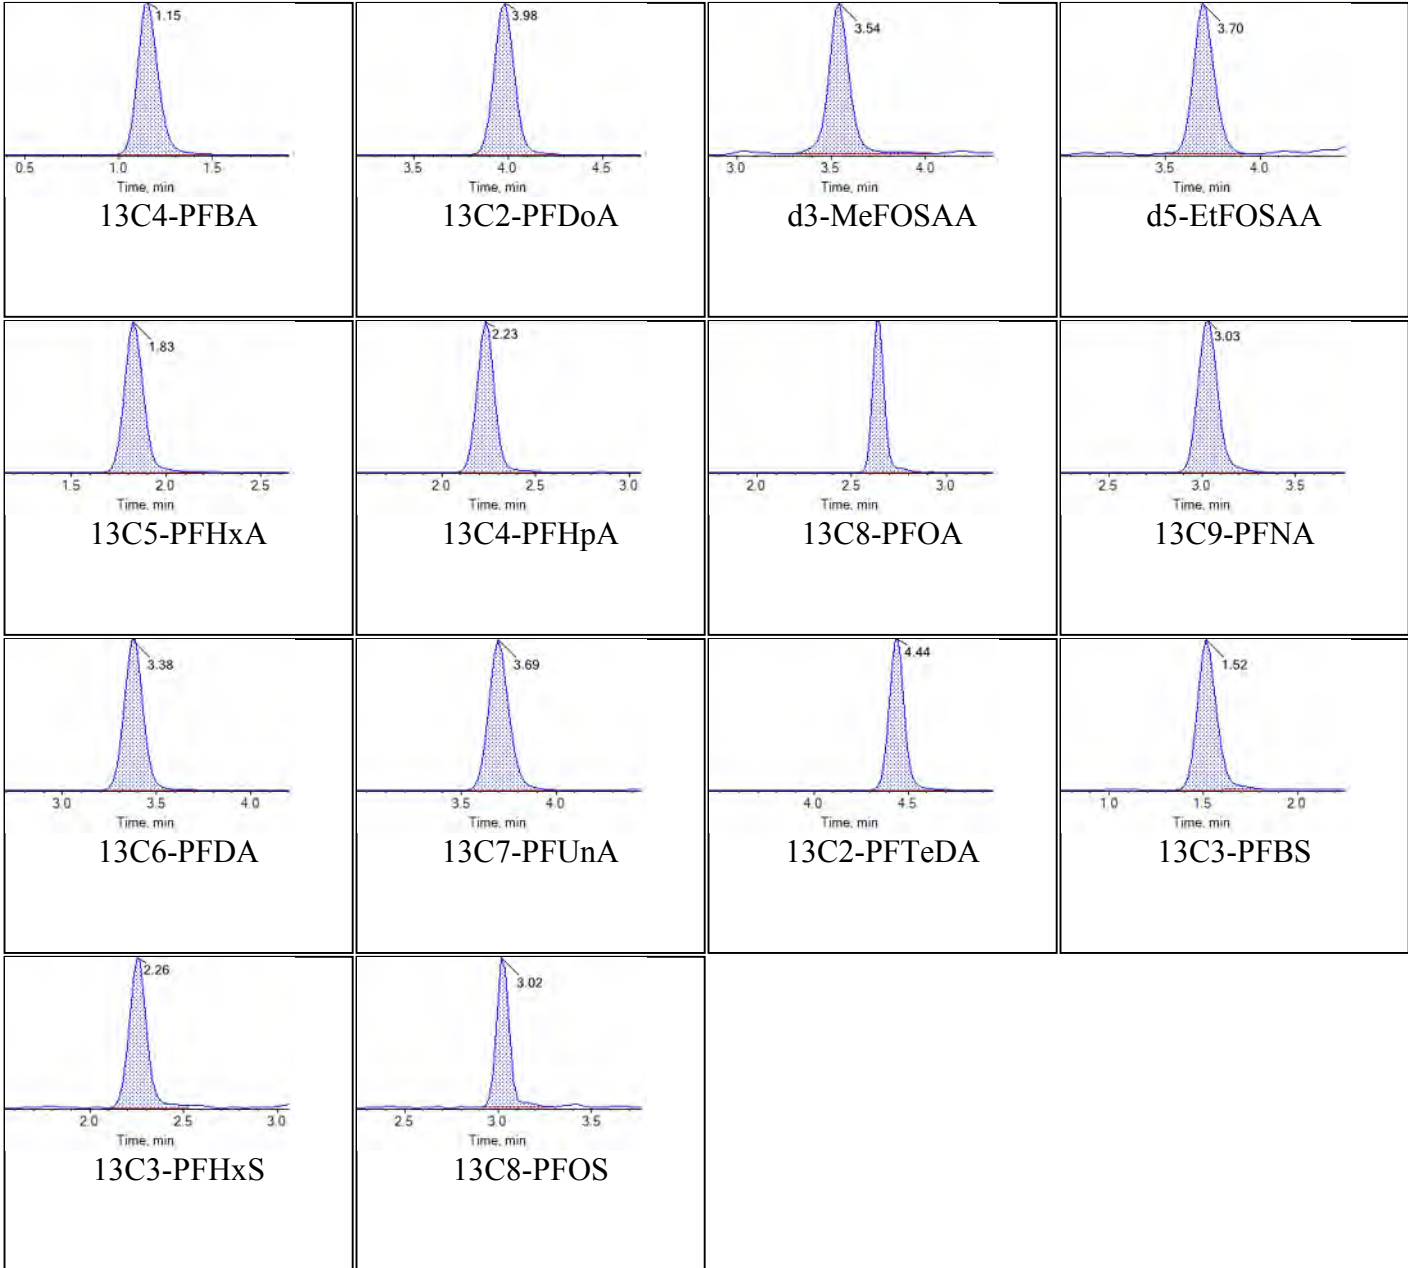 1.15
0.5 1.0 1.5
Time, min
13C4-PFBA
3.98
3.5 4.0 4.5
Time, min
13C2-PFDoA
3.54
3.0 3.5 4.0
Time, min
d3-MeFOSAA
3.70
3.5 4.0
Time, min
d5-EtFOSAA
1.83
1.5 2.0 2.5
Time, min
13C5-PFHxA
2.23
2.0 2.5 3.0
Time, min
13C4-PFHpA
2.0 2.5 3.0
Time, min
13C8-PFOA
3.03
2.5 3.0 3.5
Time, min
13C9-PFNA
3.38
3.0 3.5 4.0
Time, min
13C6-PFDA
3.69
3.5 4.0
Time, min
13C7-PFUnA
4.44
4.0 4.5
Time, min
13C2-PFTeDA
1.52
1.0 1.5 2.0
Time, min
13C3-PFBS
2.26
2.0 2.5 3.0
Time, min
13C3-PFHxS
3.02
2.5 3.0 3.5
Time, min
13C8-PFOS